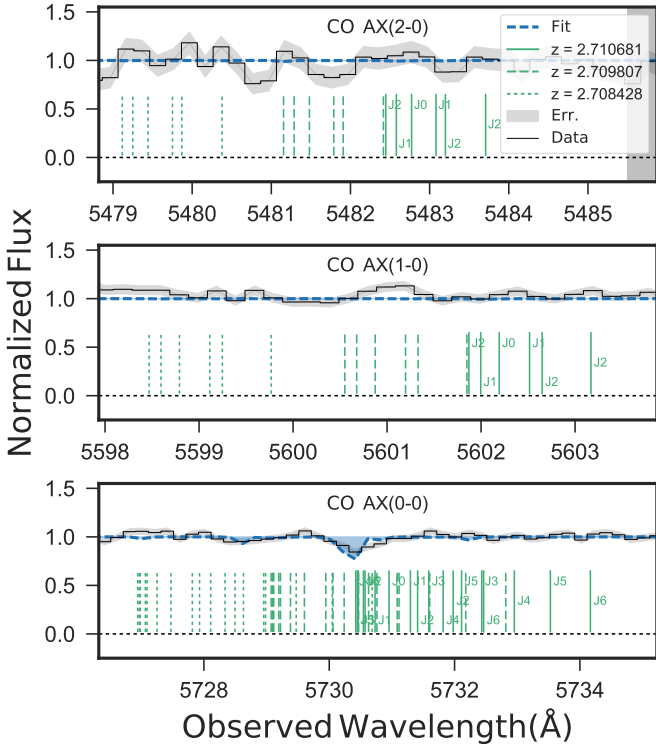 CO AX(2-0)
Fit
z = 2.710681
z = 2.709807
z = 2.708428
Err.
Data
1.5
1.0
0.5
0.0
J2
J0
J1
J1
J2
J2
5479
5480
5481
5482
5483
5484
5485
CO AX(1-0)
1.5
1.0
0.5
0.0
J2
J0
J1
J2
J1
J2
5598
5599
5600
5601
5602
5603
Normalized Flux
CO AX(0-0)
1.5
1.0
0.5
0.0
J0
J1
J3
J5
J3
J5
J1
J2
J4
J2
J6
J4
J6
5728
5730
5732
5734
Observed Wavelength(Å)